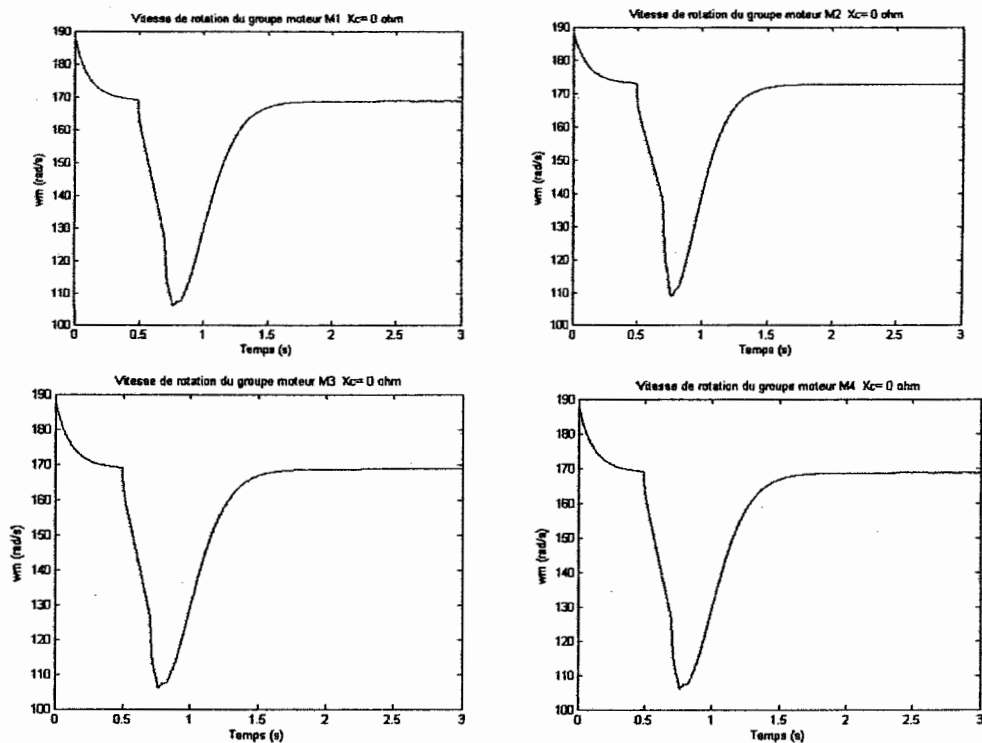 Vitesse de rotation du groupe moteur M1 Xc= 0 ohm
190
180
170
160
150
140
130
120
110
100
wm (rad/s)
0 0.5 1 1.5 2 2.5 3
Temps (s)
Vitesse de rotation du groupe moteur M2 Xc= 0 ohm
190
180
170
160
150
140
130
120
110
100
wm (rad/s)
0 0.5 1 1.5 2 2.5 3
Temps (s)
Vitesse de rotation du groupe moteur M3 Xc= 0 ohm
190
180
170
160
150
140
130
120
110
100
wm (rad/s)
0 0.5 1 1.5 2 2.5 3
Temps (s)
Vitesse de rotation du groupe moteur M4 Xc= 0 ohm
190
180
170
160
150
140
130
120
110
100
wm (rad/s)
0 0.5 1 1.5 2 2.5 3
Temps (s)